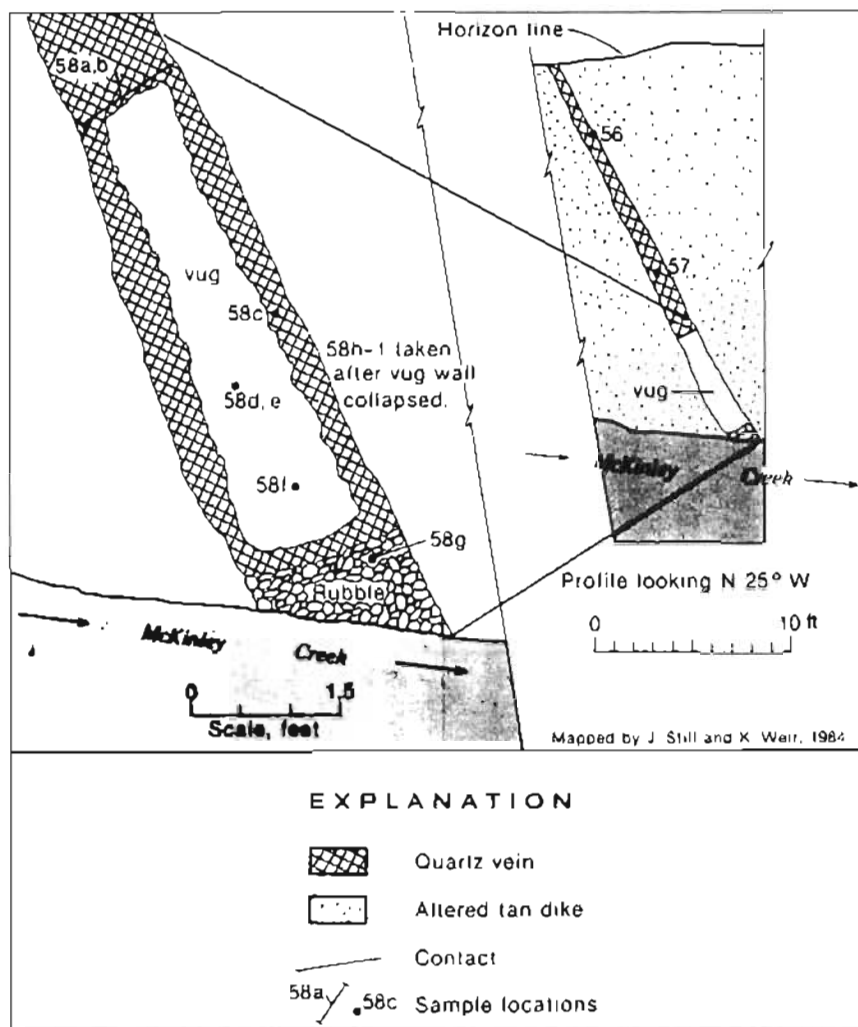 Horizon line
58a,b
56
57
vug
vug
58c
58h-1 taken
after vug wall
collapsed.
58d, e
58f
58g
Rubble
McKinley Creek
McKinley Creek
Profile looking N 25° W
0 10 ft
0 1.5
Scale, feet
Mapped by J. Still and K. Weir, 1984
EXPLANATION
Quartz vein
Altered tan dike
Contact
58a 58c Sample locations